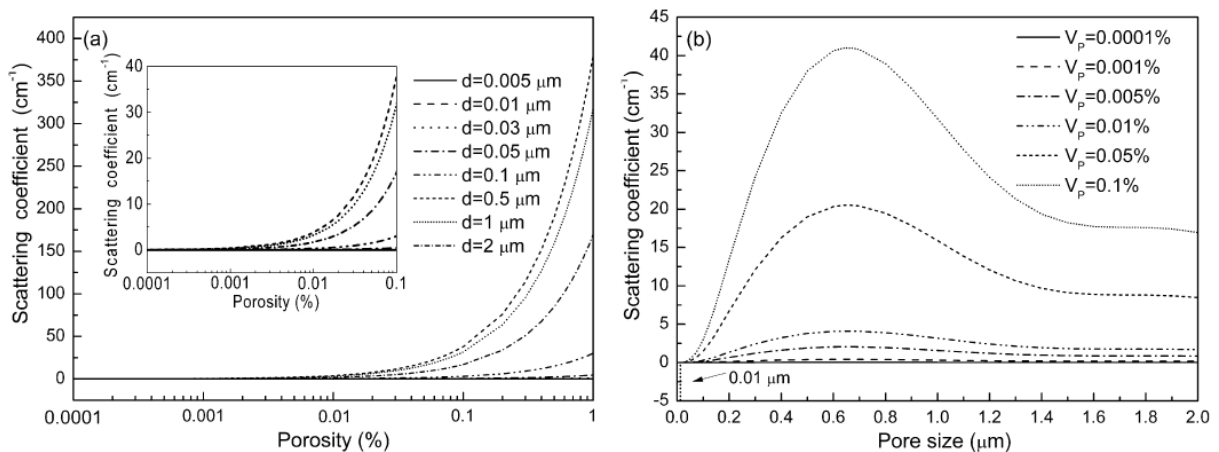 (a)
Scattering coefficient (cm⁻¹)
400
350
300
250
200
150
100
50
0
0.0001
0.001
0.01
0.1
1
Porosity (%)
Scattering coefficient (cm⁻¹)
40
30
20
10
0
0.0001
0.001
0.01
0.1
Porosity (%)
d=0.005 μm
d=0.01 μm
d=0.03 μm
d=0.05 μm
d=0.1 μm
d=0.5 μm
d=1 μm
d=2 μm
(b)
Scattering coefficient (cm⁻¹)
45
40
35
30
25
20
15
10
5
0
-5
0.0
0.2
0.4
0.6
0.8
1.0
1.2
1.4
1.6
1.8
2.0
Pore size (μm)
V_P=0.0001%
V_P=0.001%
V_P=0.005%
V_P=0.01%
V_P=0.05%
V_P=0.1%
0.01 μm